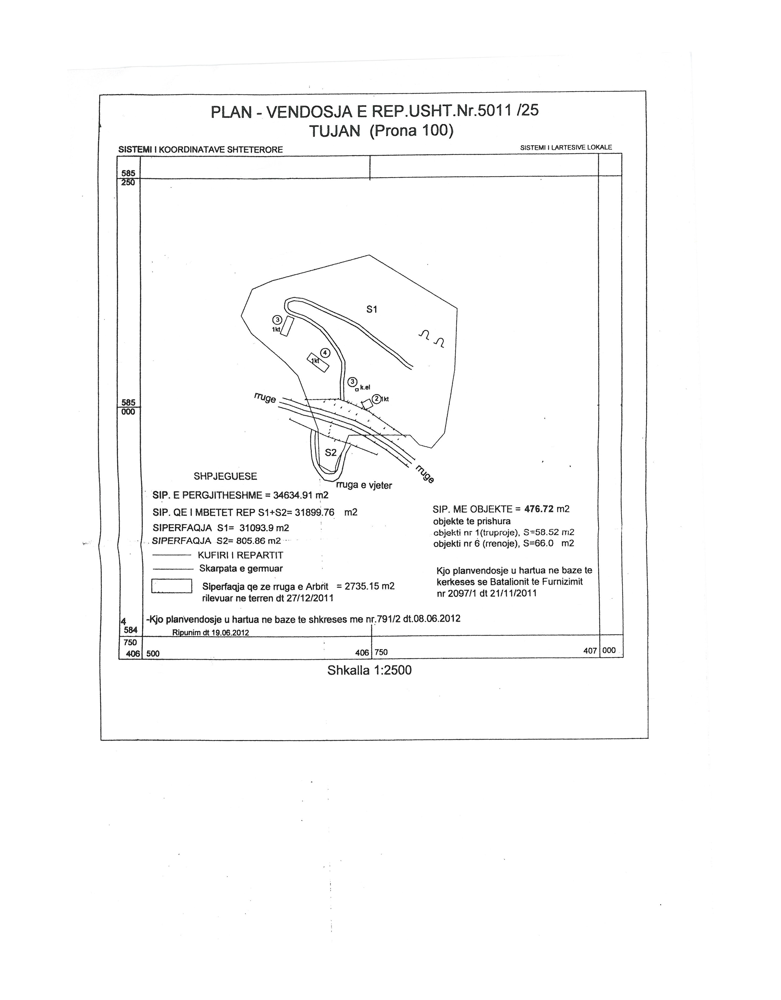 PLAN - VENDOSJA E REP.USHT.Nr.5011 /25
TUJAN (Prona 100)
SISTEMI I KOORDINATAVE SHTETERORE
SISTEMI I LARTESIVE LOKALE
585
250
S1
3
1kt
4
1kt
3
k.el
2 1kt
rruge
585
000
S2
rruge
rruga e vjeter
SHPJEGUESE
SIP. E PERGJITHESHME = 34634.91 m2
SIP. QE I MBETET REP S1+S2= 31899.76 m2
SIPERFAQJA S1= 31093.9 m2
SIPERFAQJA S2= 805.86 m2
KUFIRI I REPARTIT
Skarpata e germuar
Siperfaqja qe ze rruga e Arbrit = 2735.15 m2
rilevuar ne terren dt 27/12/2011
SIP. ME OBJEKTE = 476.72 m2
objekte te prishura
objekti nr 1(truproje), S=58.52 m2
objekti nr 6 (rrenoje), S=66.0 m2
Kjo planvendosje u hartua ne baze te
kerkeses se Batalionit te Furnizimit
nr 2097/1 dt 21/11/2011
-Kjo planvendosje u hartua ne baze te shkreses me nr.791/2 dt.08.06.2012
Ripunim dt 19.06.2012
4
584
750
406 500
406 750
407 000
Shkalla 1:2500